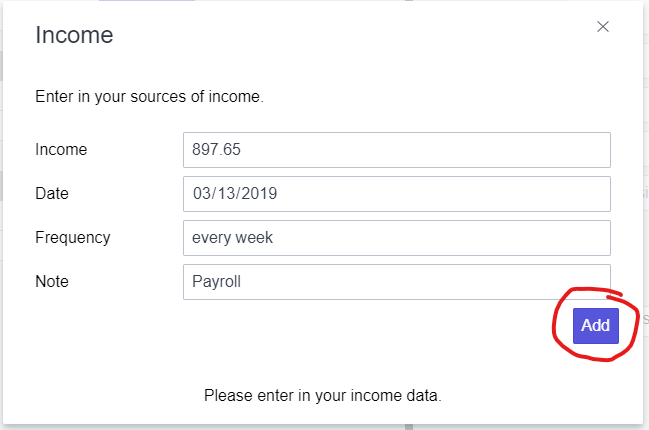 Income
Enter in your sources of income.
Income 897.65
Date 03/13/2019
Frequency every week
Note Payroll
Add
Please enter in your income data.